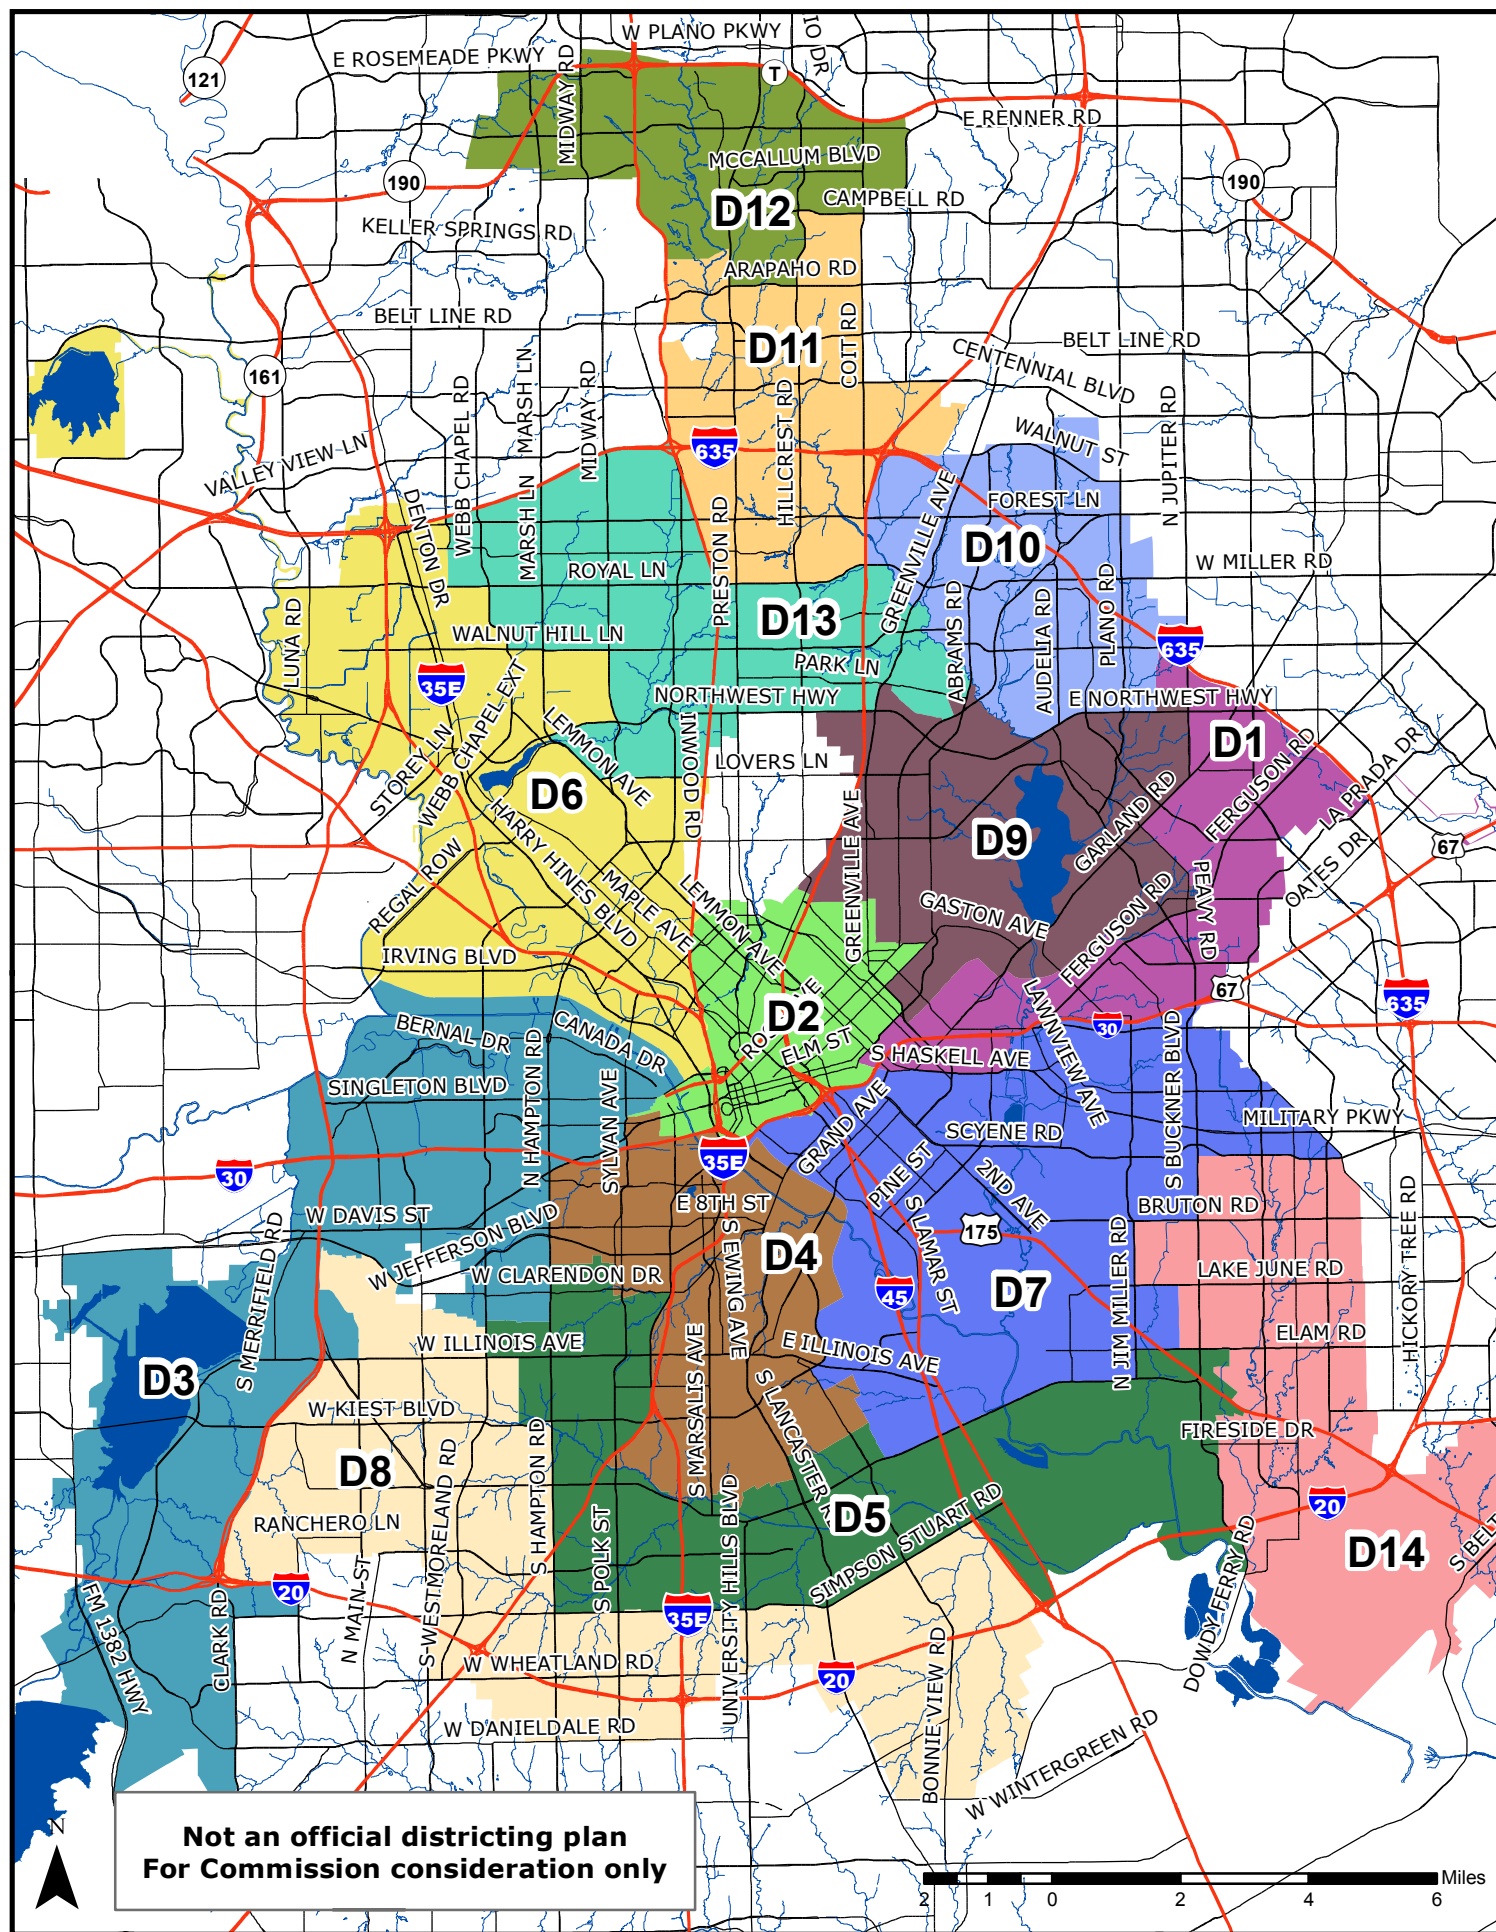 W PLANO PKWY
IO DR
E ROSEMEADE PKWY
MIDWAY RD
121
T
E RENNER RD
MCCALLUM BLVD
190
190
CAMPBELL RD
D12
KELLER SPRINGS RD
ARAPAHO RD
BELT LINE RD
D11
COIT RD
BELT LINE RD
CENTENNIAL BLVD
161
WEBB CHAPEL RD
MARSH LN
MIDWAY RD
HILLCREST RD
N JUPITER RD
WALNUT ST
635
VALLEY VIEW LN
MARSH LN
DENTON DR
PRESTON RD
GREENVILLE AVE
FOREST LN
D10
W MILLER RD
ROYAL LN
LUNA RD
D13
ABRAMS RD
AUDELIA RD
PLANO RD
WALNUT HILL LN
635
PARK LN
35E
NORTHWEST HWY
E NORTHWEST HWY
STOREY LN
WEBB CHAPEL EXT
LEMMON AVE
INWOOD RD
LOVERS LN
D1
FERGUSON RD
LA PRADA DR
D6
D9
GARLAND RD
67
HARRY HINES BLVD
GREENVILLE AVE
OATES DR
REGAL ROW
MAPLE AVE
LEMMON AVE
GASTON AVE
FERGUSON RD
PEAVY RD
IRVING BLVD
67
635
D2
ELM ST
BERNAL DR
CANADA DR
LAWNVIEW AVE
30
S BUCKNER BLVD
S HASKELL AVE
SINGLETON BLVD
N HAMPTON RD
SYLVAN AVE
GRAND AVE
MILITARY PKWY
SCYENE RD
30
35E
PINE ST
2ND AVE
S MERRIFIELD RD
W DAVIS ST
E 8TH ST
S LAMAR ST
175
BRUTON RD
HICKORY TREE RD
W JEFFERSON BLVD
S EWING AVE
D4
W CLARENDON DR
45
D7
N JIM MILLER RD
LAKE JUNE RD
W ILLINOIS AVE
E ILLINOIS AVE
ELAM RD
D3
S MARSALIS AVE
S LANCASTER R
W KIEST BLVD
FIRESIDE DR
D8
S WESTMORELAND RD
S HAMPTON RD
UNIVERSITY HILLS BLVD
D5
SIMPSON STUART RD
20
RANCHERO LN
S POLK ST
D14
S BELT
20
N MAIN ST
DOWDY FERRY RD
FM 1382 HWY
CLARK RD
35E
W WHEATLAND RD
20
BONNIE VIEW RD
W DANIELDALE RD
W WINTERGREEN RD
N
Not an official districting plan
For Commission consideration only
Miles
2 1 0 2 4 6